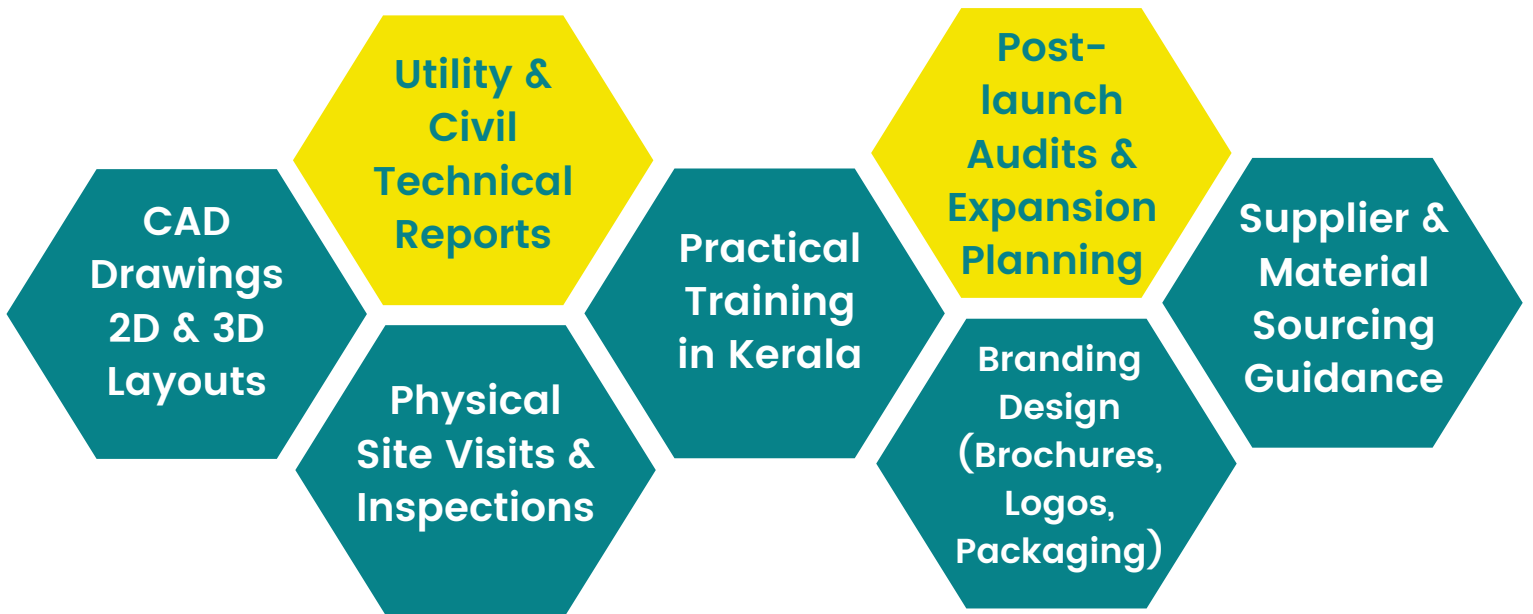 CAD
Drawings
2D & 3D
Layouts
Utility &
Civil
Technical
Reports
Physical
Site Visits &
Inspections
Practical
Training
in Kerala
Post-
launch
Audits &
Expansion
Planning
Branding
Design
(Brochures,
Logos,
Packaging)
Supplier &
Material
Sourcing
Guidance